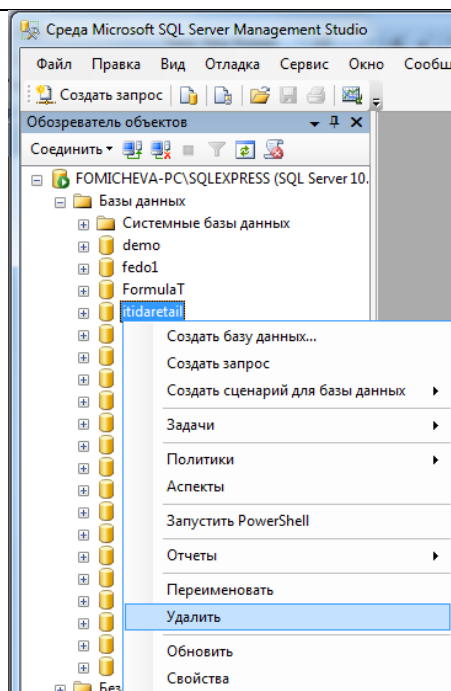 Среда Microsoft SQL Server Management Studio
Файл Правка Вид Отладка Сервис Окно Сообщ
Создать запрос
Обозреватель объектов
Соединить
FOMICHEVA-PC\SQLEXPRESS (SQL Server 10.
Базы данных
Системные базы данных
demo
fedo1
FormulaT
itidaretail
Создать базу данных...
Создать запрос
Создать сценарий для базы данных
Задачи
Политики
Аспекты
Запустить PowerShell
Отчеты
Переименовать
Удалить
Обновить
Свойства
Без